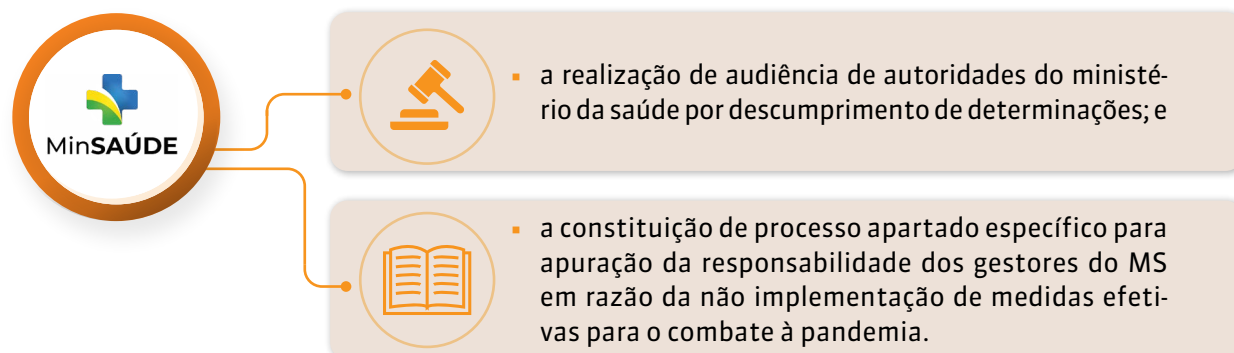 MinSAÚDE
▪ a realização de audiência de autoridades do ministé-
rio da saúde por descumprimento de determinações; e
▪ a constituição de processo apartado específico para
apuração da responsabilidade dos gestores do MS
em razão da não implementação de medidas efeti-
vas para o combate à pandemia.